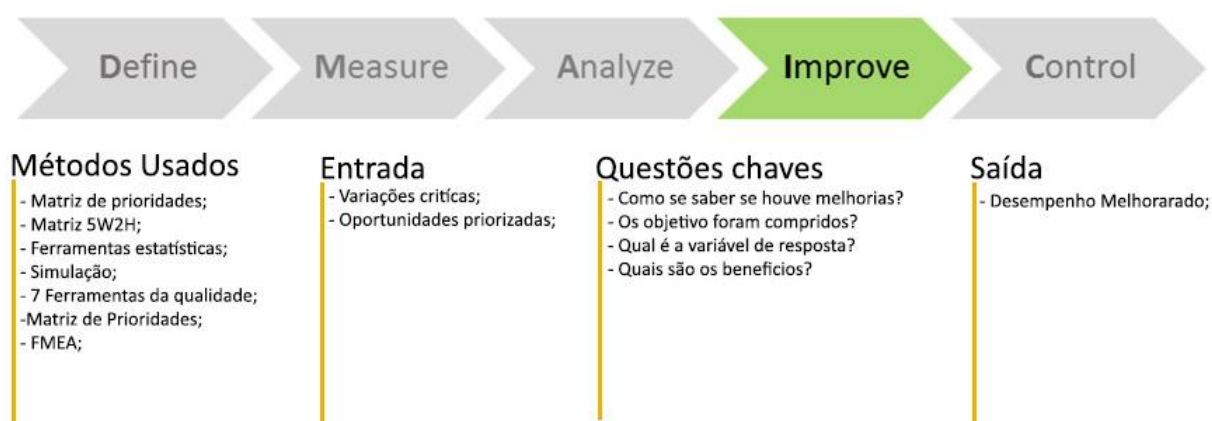 Define
Measure
Analyze
Improve
Control
Métodos Usados
- Matriz de prioridades;
- Matriz 5W2H;
- Ferramentas estatísticas;
- Simulação;
- 7 Ferramentas da qualidade;
-Matriz de Prioridades;
- FMEA;
Entrada
- Variações critícas;
- Oportunidades priorizadas;
Questões chaves
- Como se saber se houve melhorias?
- Os objetivo foram compridos?
- Qual é a variável de resposta?
- Quais são os beneficios?
Saída
- Desempenho Melhorarado;